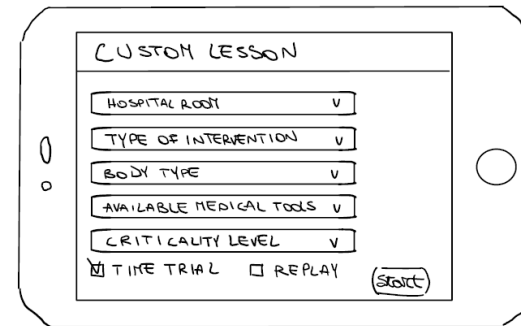 CUSTOM LESSON
HOSPITAL ROOM V
TYPE OF INTERVENTION V
BODY TYPE V
AVAILABLE MEDICAL TOOLS V
CRITICALITY LEVEL V
TIME TRIAL REPLAY
Start